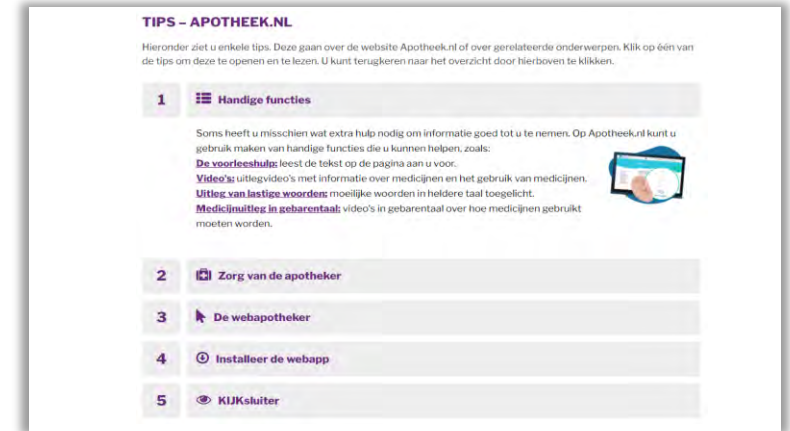 TIPS – APOTHEEK.NL
Hieronder ziet u enkele tips. Deze gaan over de website Apotheek.nl of over gerelateerde onderwerpen. Klik op één van
de tips om deze te openen en te lezen. U kunt terugkeren naar het overzicht door hierboven te klikken.
1 Handige functies
Soms heeft u misschien wat extra hulp nodig om informatie goed tot u te nemen. Op Apotheek.nl kunt u
gebruik maken van handige functies die u kunnen helpen, zoals:
De voorleeshulp: leest de tekst op de pagina aan u voor.
Video's: uitlegvideo's met informatie over medicijnen en het gebruik van medicijnen.
Uitleg van lastige woorden: moeilijke woorden in heldere taal toegelicht.
Medicijnuitleg in gebarentaal: video's in gebarentaal over hoe medicijnen gebruikt
moeten worden.
2 Zorg van de apotheker
3 De webapotheker
4 Installeer de webapp
5 KIJKsluiter